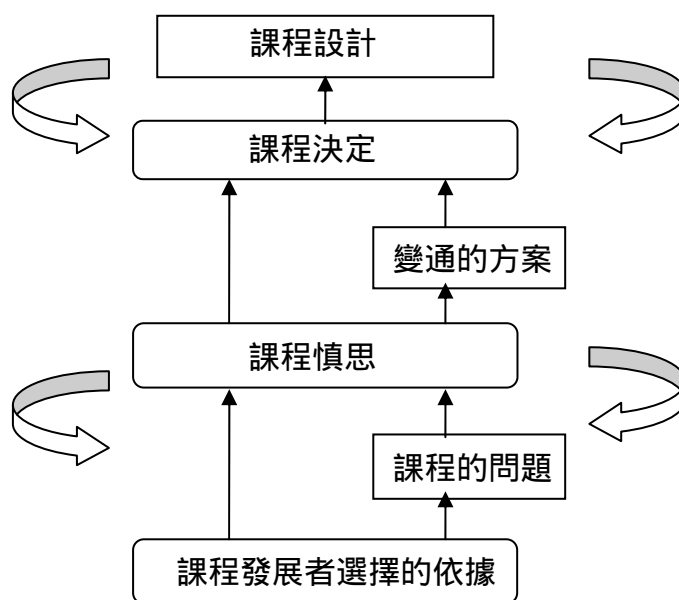 課程設計
課程決定
變通的方案
課程慎思
課程的問題
課程發展者選擇的依據